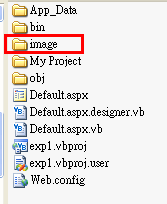 App_Data
bin
image
My Project
obj
Default.aspx
Default.aspx.designer.vb
Default.aspx.vb
exp1.vbproj
exp1.vbproj.user
Web.config